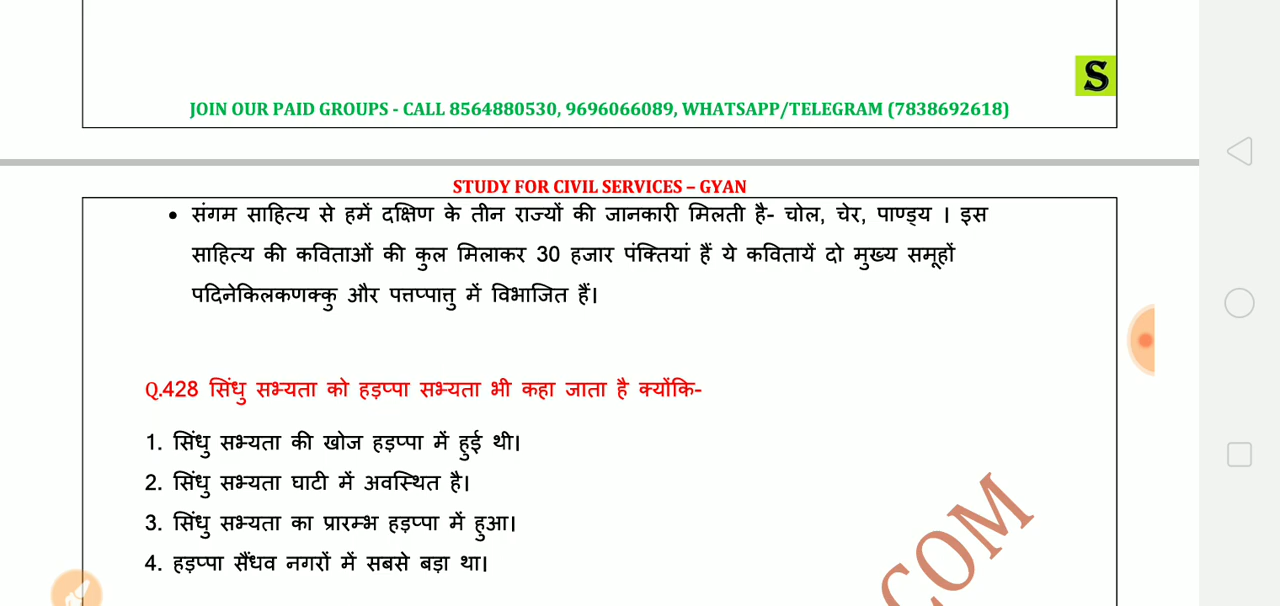 S
JOIN OUR PAID GROUPS - CALL 8564880530, 9696066089, WHATSAPP/TELEGRAM (7838692618)
STUDY FOR CIVIL SERVICES – GYAN
• संगम साहित्य से हमें दक्षिण के तीन राज्यों की जानकारी मिलती है- चोल, चेर, पाण्ड्य । इस
साहित्य की कविताओं की कुल मिलाकर 30 हजार पंक्तियां हैं ये कवितायें दो मुख्य समूहों
पदिनेकिलकणक्कु और पत्तप्पात्तु में विभाजित हैं।
Q.428 सिंधु सभ्यता को हड़प्पा सभ्यता भी कहा जाता है क्योंकि-
1. सिंधु सभ्यता की खोज हड़प्पा में हुई थी।
2. सिंधु सभ्यता घाटी में अवस्थित है।
3. सिंधु सभ्यता का प्रारम्भ हड़प्पा में हुआ।
4. हड़प्पा सैंधव नगरों में सबसे बड़ा था।
COM